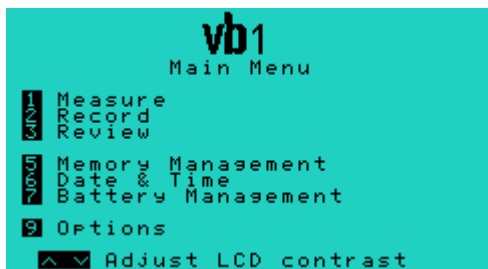 vb1
Main Menu
1 Measure
2 Record
3 Review
5 Memory Management
6 Date & Time
7 Battery Management
9 Options
Adjust LCD contrast